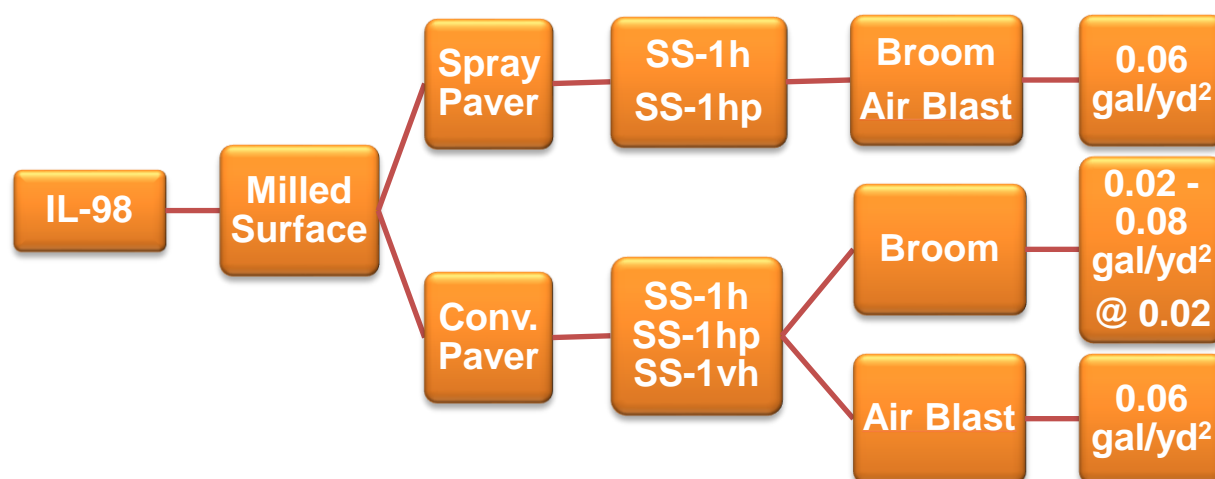 IL-98
Milled
Surface
Spray
Paver
SS-1h
SS-1hp
Broom
Air Blast
0.06
gal/yd²
Conv.
Paver
SS-1h
SS-1hp
SS-1vh
Broom
0.02 -
0.08
gal/yd²
@ 0.02
Air Blast
0.06
gal/yd²